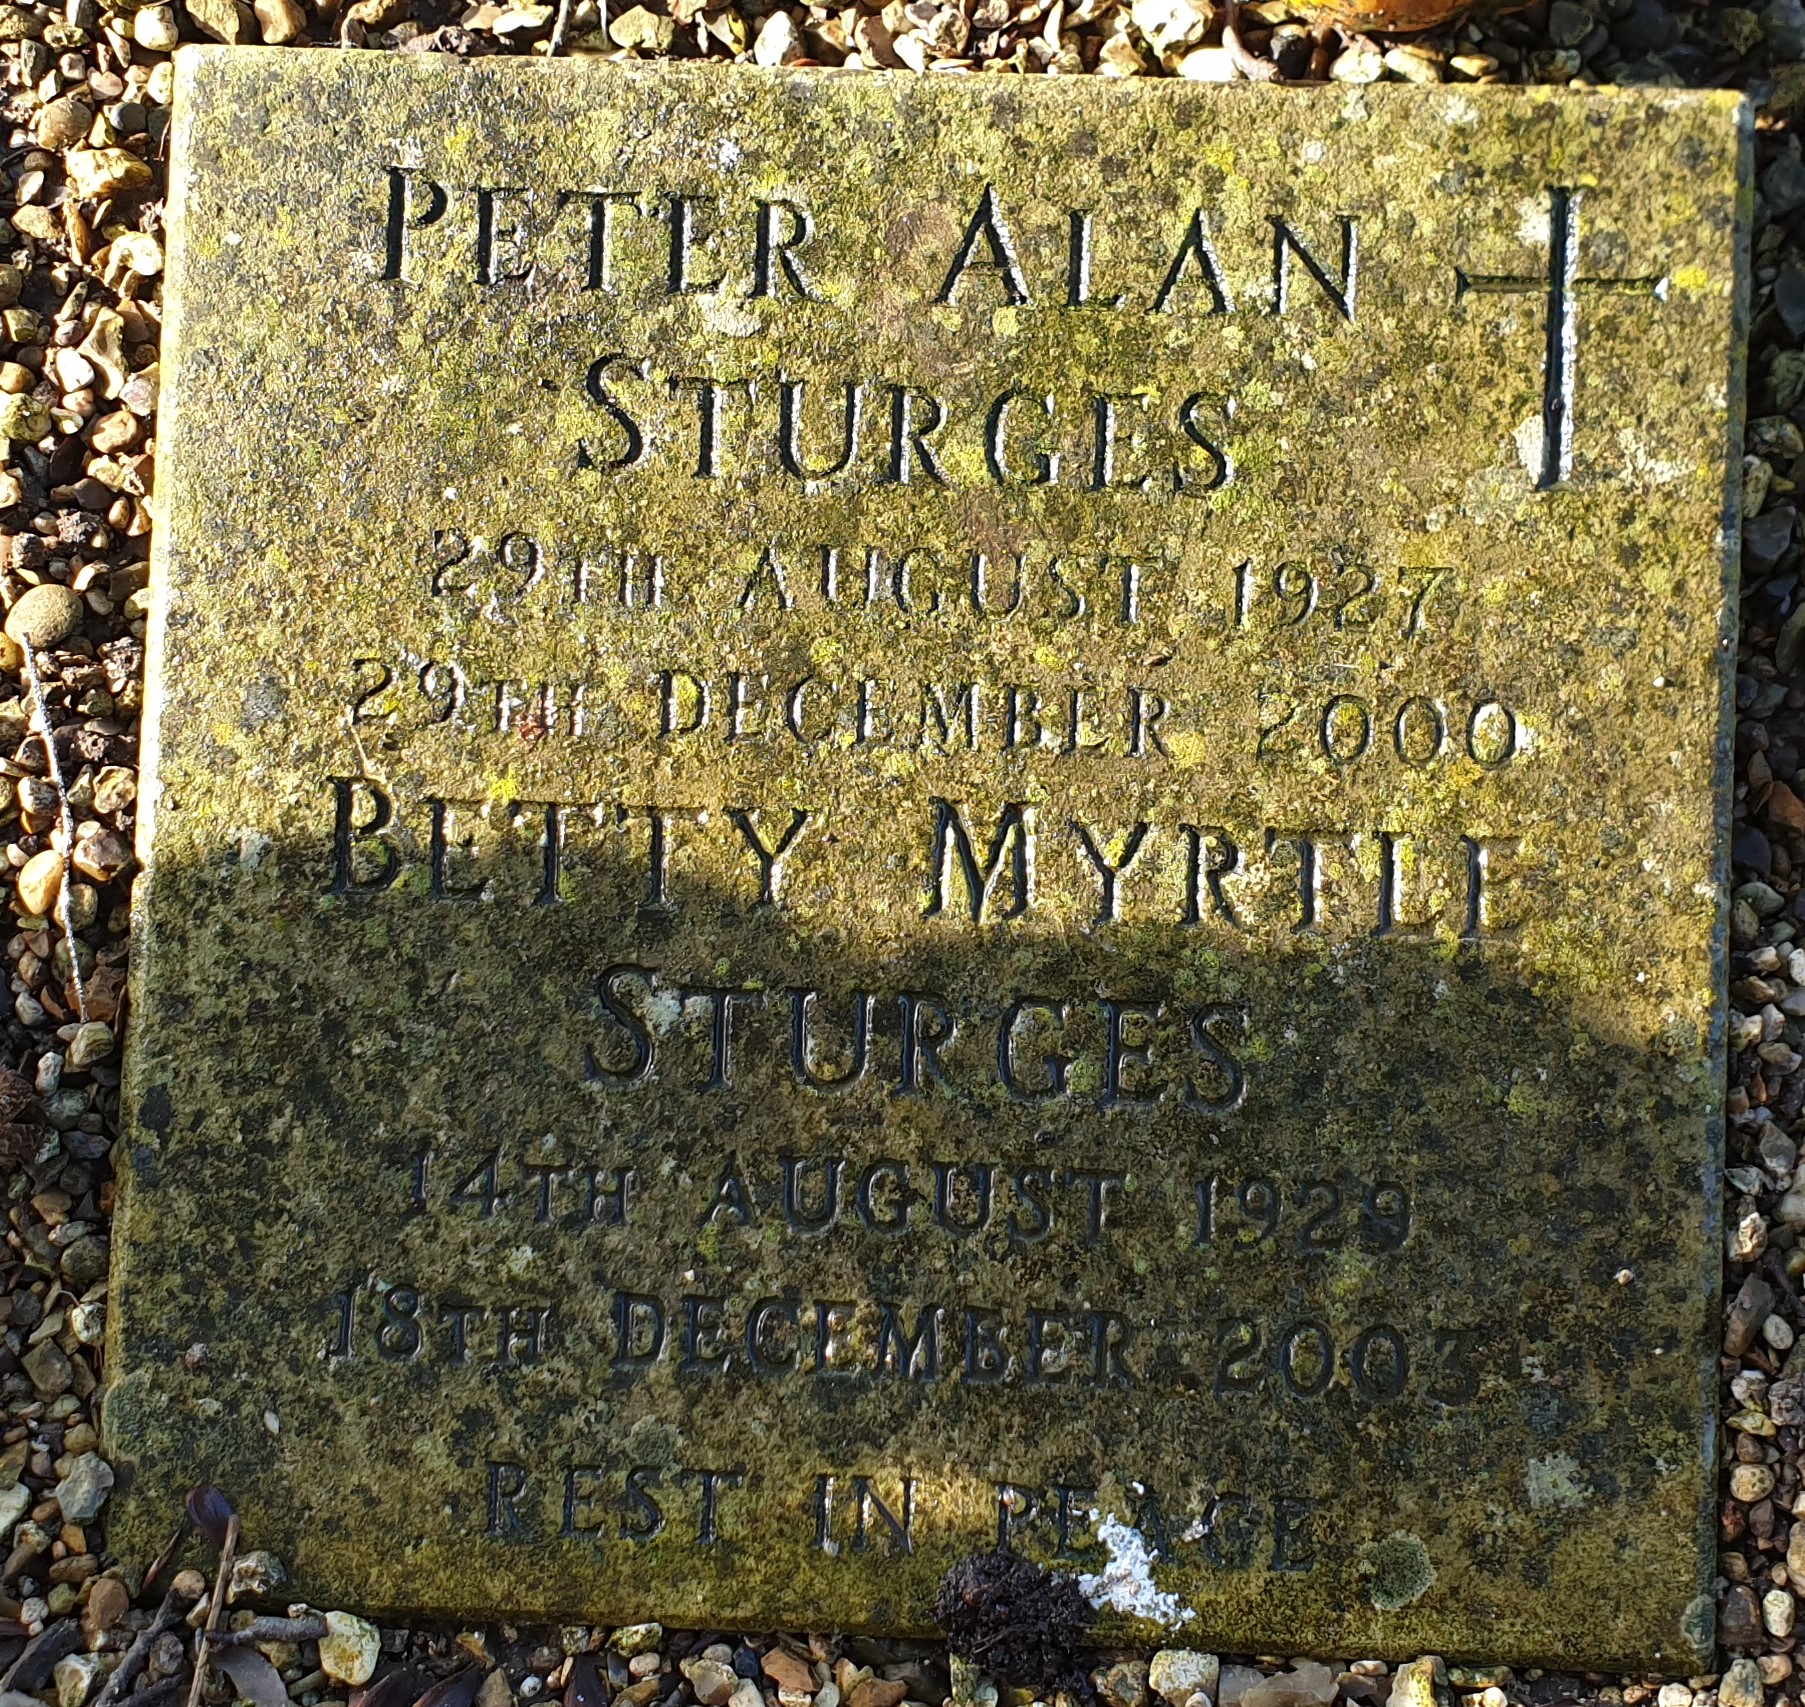 PETER ALAN
STURGES
29TH AUGUST 1927
29TH DECEMBER 2000
BETTY MYRTLE
STURGES
14TH AUGUST 1929
18TH DECEMBER 2003
REST IN PEACE